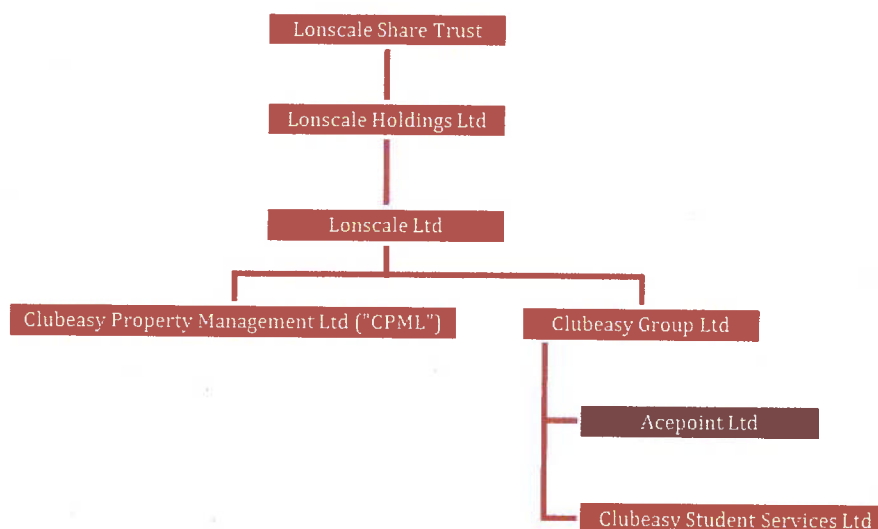 Lonscale Share Trust
Lonscale Holdings Ltd
Lonscale Ltd
Clubeasy Property Management Ltd ("CPML")
Clubeasy Group Ltd
Acepoint Ltd
Clubeasy Student Services Ltd